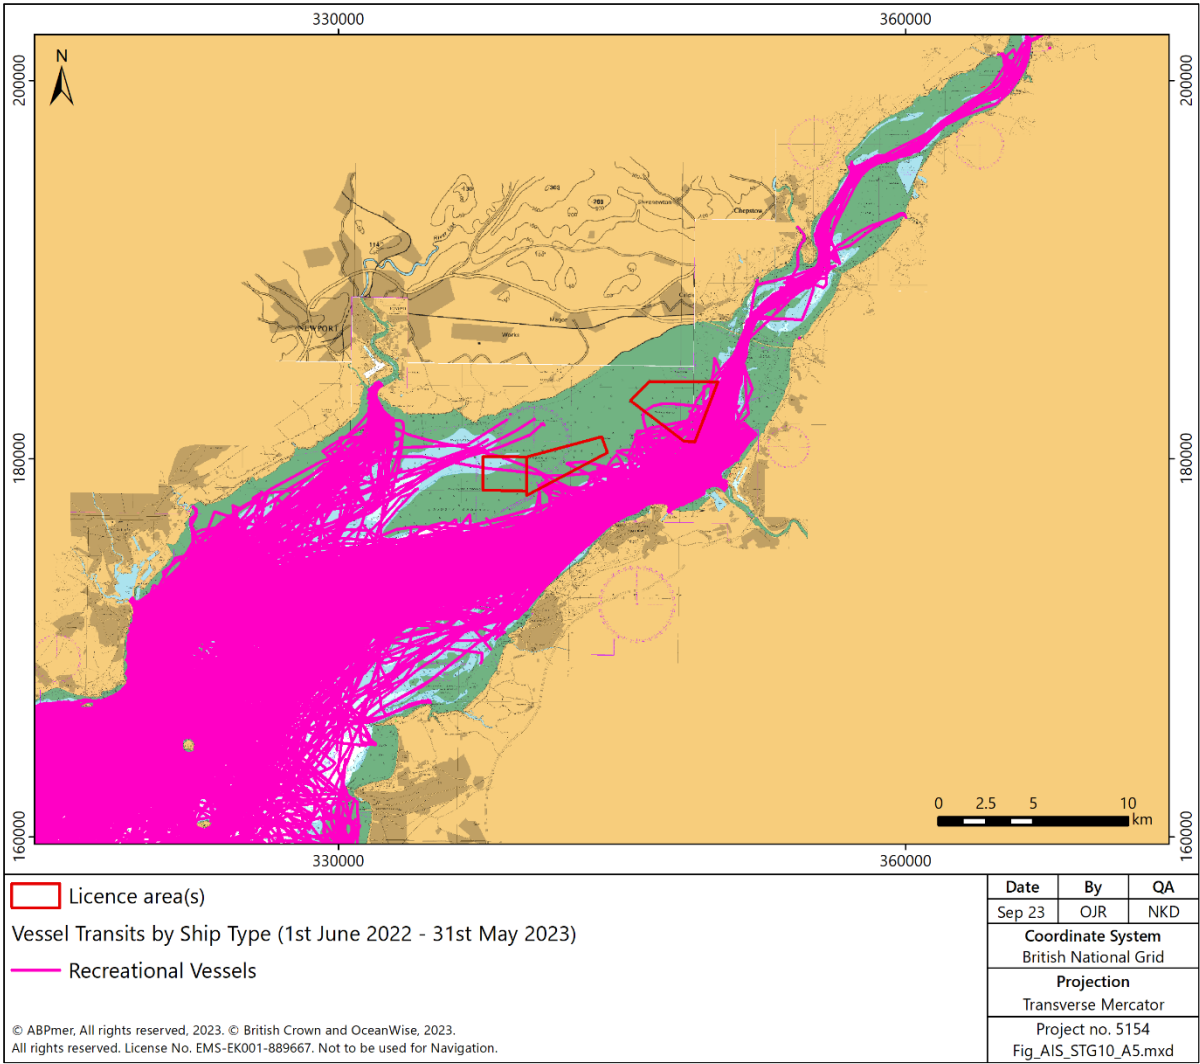 330000
360000
200000
200000
N
Chepstow
NEWPORT
180000
180000
0 2.5 5 10
km
160000
160000
330000
360000
Licence area(s)
Vessel Transits by Ship Type (1st June 2022 - 31st May 2023)
Recreational Vessels
© ABPmer, All rights reserved, 2023. © British Crown and OceanWise, 2023.
All rights reserved. License No. EMS-EK001-889667. Not to be used for Navigation.
Date By QA
Sep 23 OJR NKD
Coordinate System
British National Grid
Projection
Transverse Mercator
Project no. 5154
Fig_AIS_STG10_A5.mxd